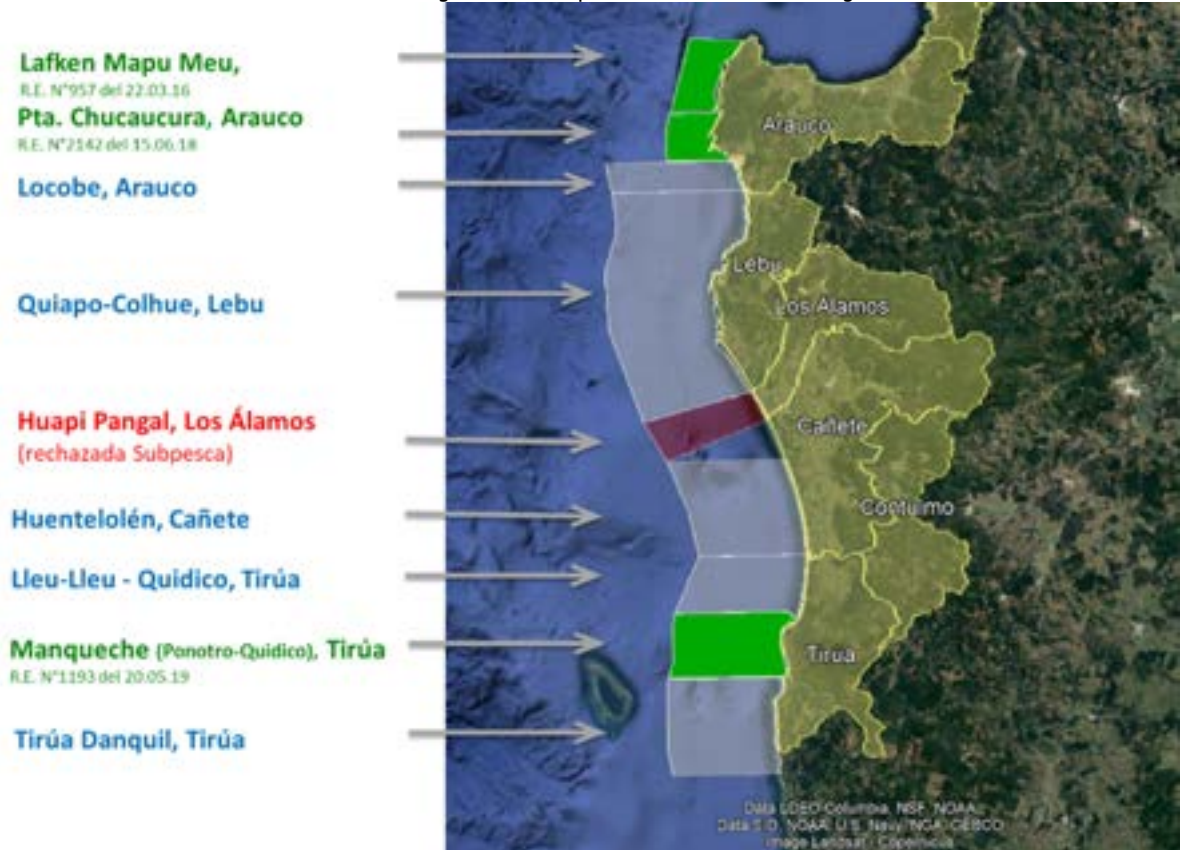 Lafken Mapu Meu,
R.E. N°957 del 22.03.16
Pta. Chucaucura, Arauco
R.E. N°2142 del 15.06.18
Locobe, Arauco
Quiapo-Colhue, Lebu
Huapi Pangal, Los Álamos
(rechazada Subpesca)
Huentelolén, Cañete
Lleu-Lleu - Quidico, Tirúa
Manqueche (Ponotro-Quidico), Tirúa
R.E. N°1193 del 20.05.19
Tirúa Danquil, Tirúa
Arauco
Lebu
Los Álamos
Cañete
Contulmo
Tirúa
Data LDEO-Columbia, NSF, NOAA
Data SIO, NOAA, U.S. Navy, NGA, GEBCO
Image Landsat / Copernicus